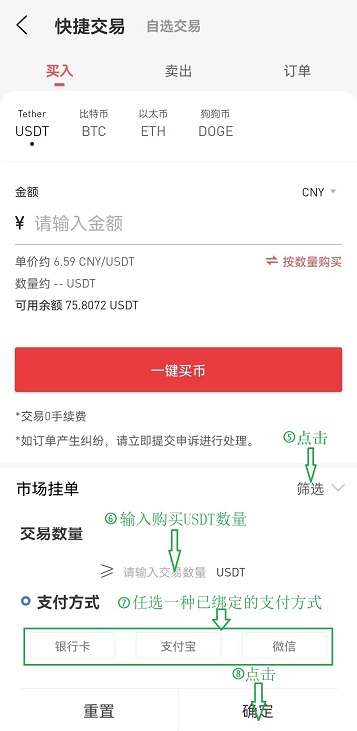 快捷交易 自选交易
买入 卖出 订单
Tether 比特币 以太币 狗狗币
USDT BTC ETH DOGE
金额 CNY
¥ 请输入金额
单价约 6.59 CNY/USDT 按数量购买
数量约 -- USDT
可用余额 75.8072 USDT
一键买币
*交易0手续费
*如订单产生纠纷，请立即提交申诉进行处理。
⑤点击
市场挂单 筛选
⑥输入购买USDT数量
交易数量
≥ 请输入交易数量 USDT
⑦任选一种已绑定的支付方式
支付方式
银行卡 支付宝 微信
⑧点击
重置 确定